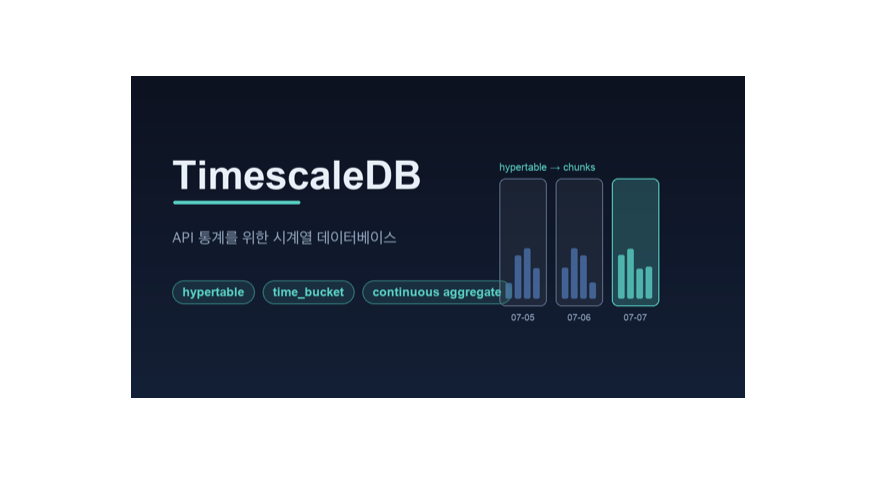 TimescaleDB
API 통계를 위한 시계열 데이터베이스
hypertable time_bucket continuous aggregate
hypertable → chunks
07-05 07-06 07-07